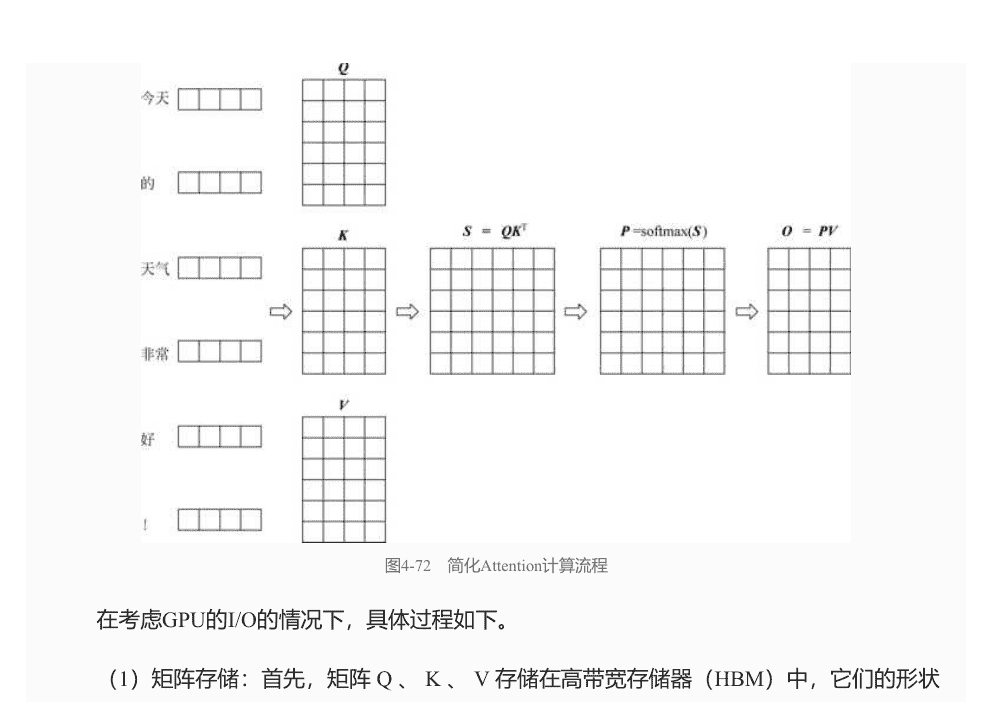 Q
今天
的
K
S = QKᵀ
P=softmax(S)
O = PV
天气
非常
V
好
！
图4-72 简化Attention计算流程
在考虑GPU的I/O的情况下，具体过程如下。
（1）矩阵存储：首先，矩阵 Q 、 K 、 V 存储在高带宽存储器（HBM）中，它们的形状